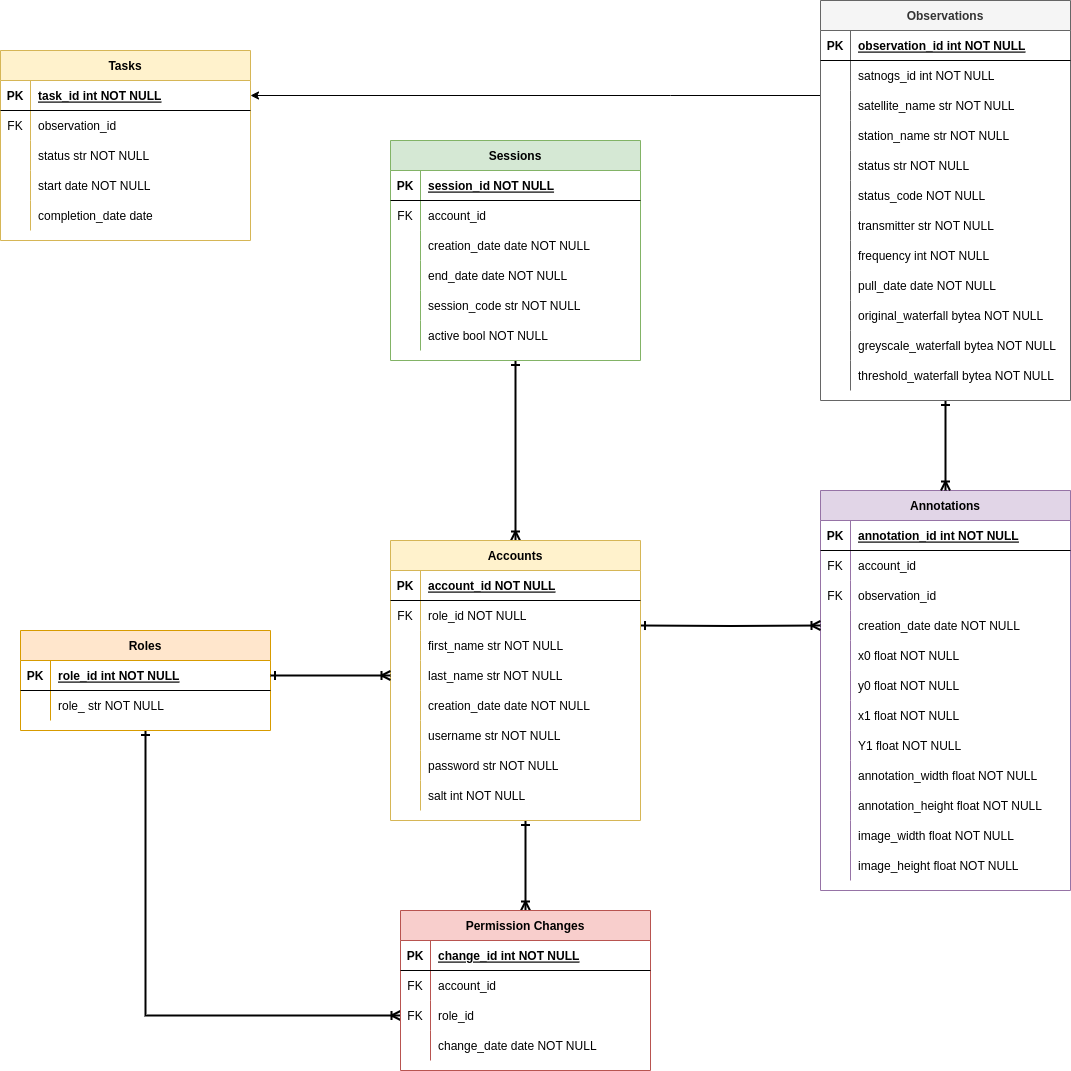 Tasks
PK task_id int NOT NULL
FK observation_id
status str NOT NULL
start date NOT NULL
completion_date date
Sessions
PK session_id NOT NULL
FK account_id
creation_date date NOT NULL
end_date date NOT NULL
session_code str NOT NULL
active bool NOT NULL
Observations
PK observation_id int NOT NULL
satnogs_id int NOT NULL
satellite_name str NOT NULL
station_name str NOT NULL
status str NOT NULL
status_code NOT NULL
transmitter str NOT NULL
frequency int NOT NULL
pull_date date NOT NULL
original_waterfall bytea NOT NULL
greyscale_waterfall bytea NOT NULL
threshold_waterfall bytea NOT NULL
Roles
PK role_id int NOT NULL
role_ str NOT NULL
Accounts
PK account_id NOT NULL
FK role_id NOT NULL
first_name str NOT NULL
last_name str NOT NULL
creation_date date NOT NULL
username str NOT NULL
password str NOT NULL
salt int NOT NULL
Annotations
PK annotation_id int NOT NULL
FK account_id
FK observation_id
creation_date date NOT NULL
x0 float NOT NULL
y0 float NOT NULL
x1 float NOT NULL
Y1 float NOT NULL
annotation_width float NOT NULL
annotation_height float NOT NULL
image_width float NOT NULL
image_height float NOT NULL
Permission Changes
PK change_id int NOT NULL
FK account_id
FK role_id
change_date date NOT NULL